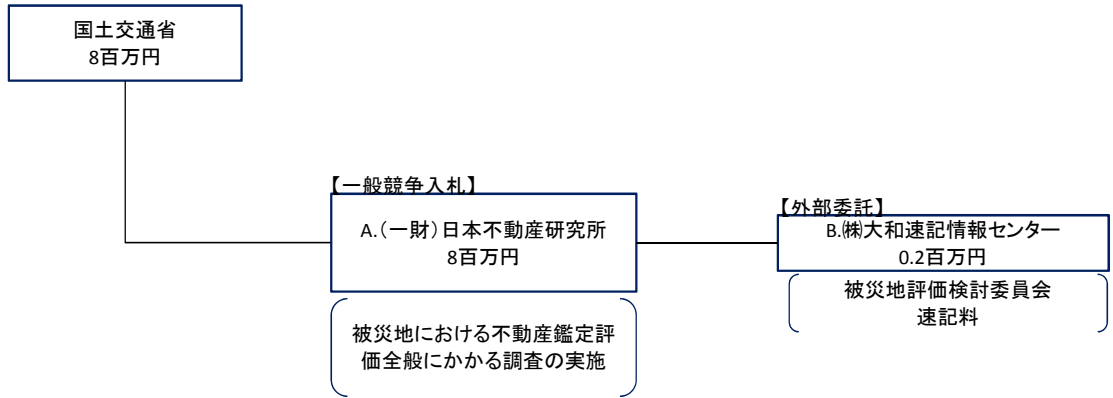 国土交通省
8百万円
【一般競争入札】
A.(一財)日本不動産研究所
8百万円
被災地における不動産鑑定評
価全般にかかる調査の実施
【外部委託】
B.㈱大和速記情報センター
0.2百万円
被災地評価検討委員会
速記料